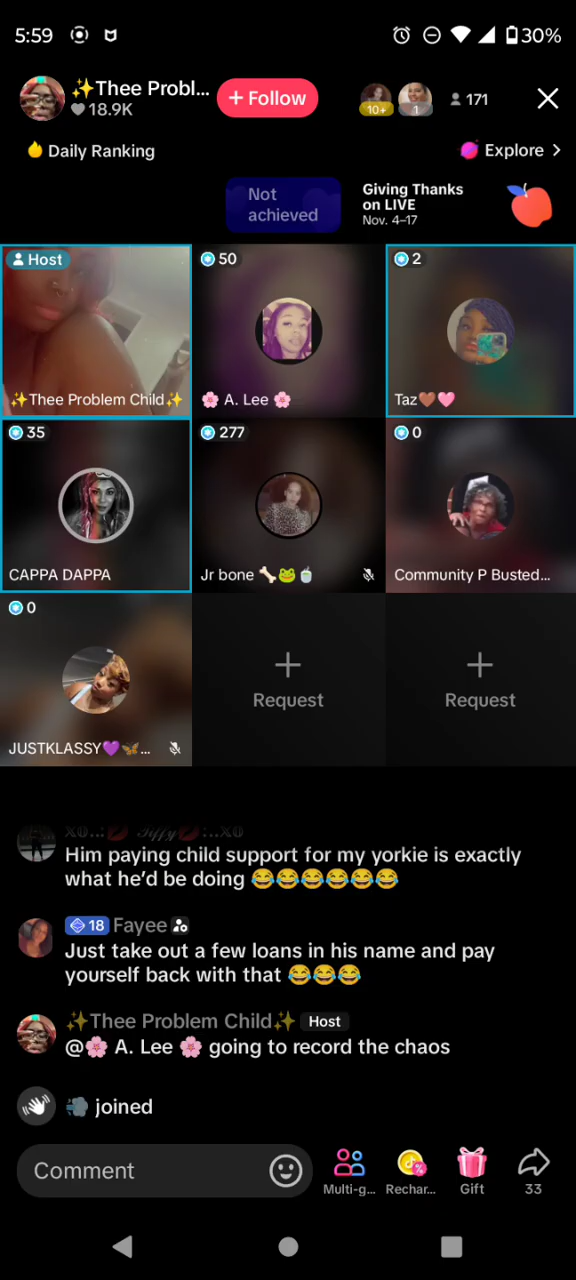 5:59
30%
✨Thee Probl...
18.9K
+ Follow
10+
1
171
Daily Ranking
Explore >
Not
achieved
Giving Thanks
on LIVE
Nov. 4–17
Host
✨Thee Problem Child✨
50
🌸 A. Lee 🌸
2
Taz🤎🩷
35
CAPPA DAPPA
277
Jr bone 🦴🐸🍵
0
Community P Busted...
0
JUSTKLASSY💜🦋...
Request
Request
𝕏𝟘..:💋 𝒯𝒾𝒻𝒻𝓎💋:..𝕏𝟘
Him paying child support for my yorkie is exactly
what he’d be doing 😂😂😂😂😂😂
18 Fayee
Just take out a few loans in his name and pay
yourself back with that 😂😂😂
✨Thee Problem Child✨ Host
@🌸 A. Lee 🌸 going to record the chaos
💨 joined
Comment
Multi-g...
Rechar...
Gift
33